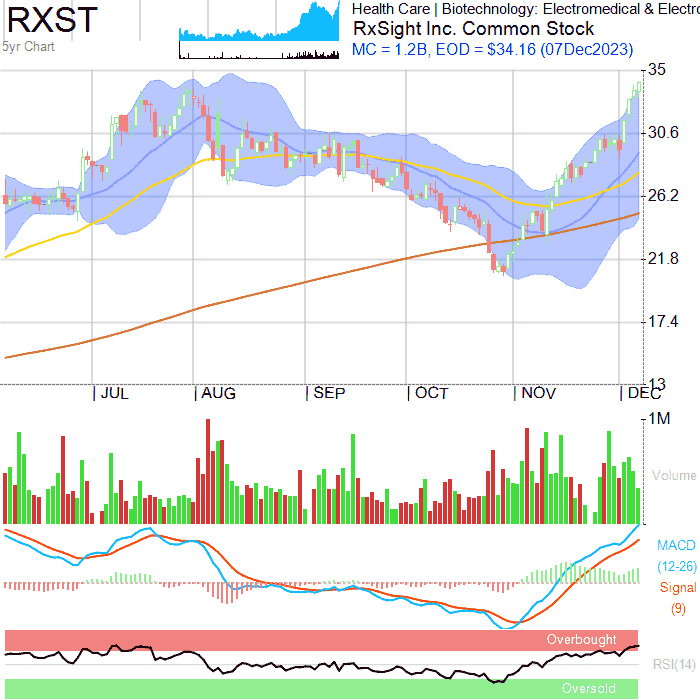 RXST
5yr Chart
Health Care | Biotechnology: Electromedical & Electro
RxSight Inc. Common Stock
MC = 1.2B, EOD = $34.16 (07Dec2023)
35
30.6
26.2
21.8
17.4
13
JUL AUG SEP OCT NOV DEC
1M
Volume
MACD
(12-26)
Signal
(9)
Overbought
RSI(14)
Oversold